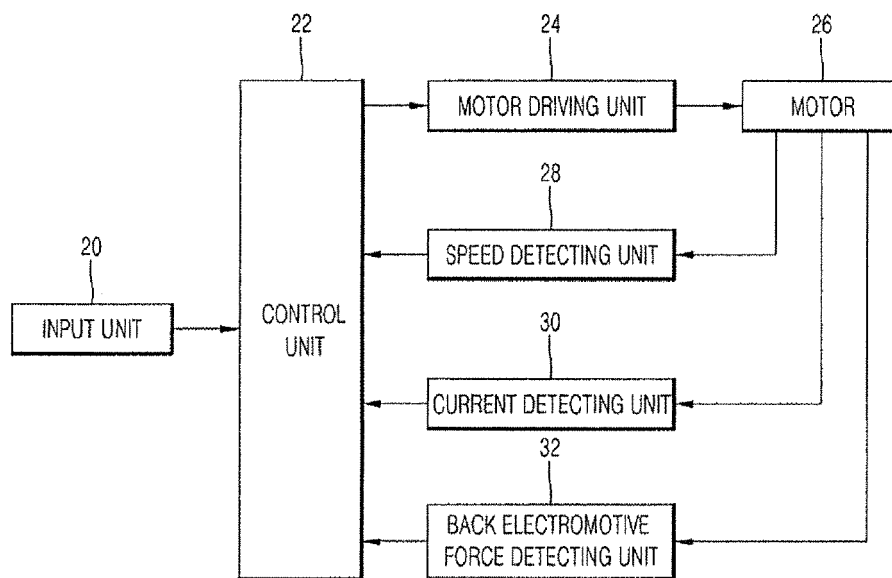 22
24
26
MOTOR DRIVING UNIT
MOTOR
28
SPEED DETECTING UNIT
20
INPUT UNIT
CONTROL
UNIT
30
CURRENT DETECTING UNIT
32
BACK ELECTROMOTIVE
FORCE DETECTING UNIT